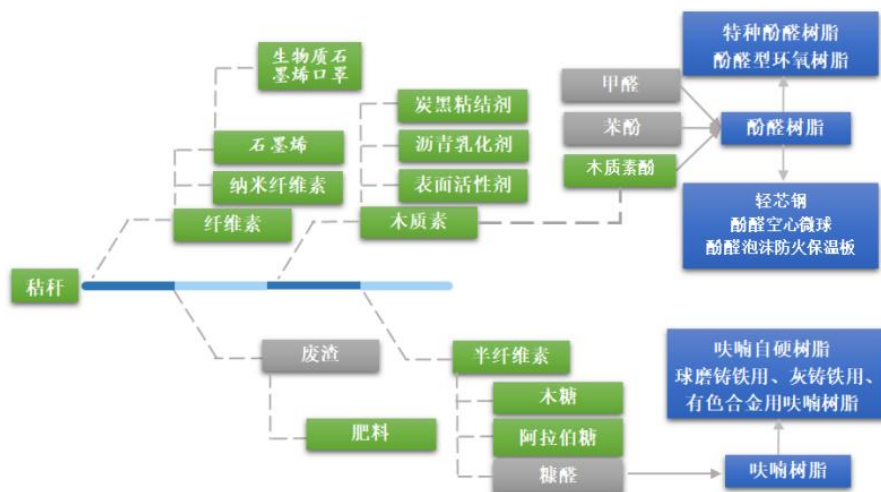 生物质石
墨烯口罩
石墨烯
纳米纤维素
纤维素
炭黑粘结剂
沥青乳化剂
表面活性剂
木质素
甲醛
苯酚
木质素酚
特种酚醛树脂
酚醛型环氧树脂
酚醛树脂
轻芯钢
酚醛空心微球
酚醛泡沫防火保温板
秸秆
废渣
肥料
半纤维素
木糖
阿拉伯糖
糠醛
呋喃自硬树脂
球磨铸铁用、灰铸铁用、
有色合金用呋喃树脂
呋喃树脂